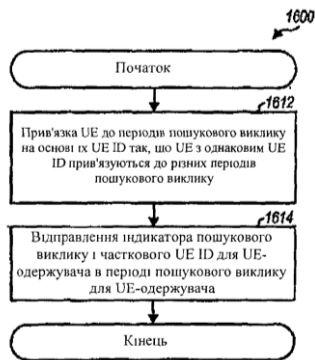 1600
Початок
1612
Прив'язка UE до періодів пошукового виклику
на основі їх UE ID так, що UE з однаковим UE
ID прив'язуються до різних періодів
пошукового виклику
1614
Відправлення індикатора пошукового
виклику і часткового UE ID для UE-
одержувача в періоді пошукового виклику
для UE-одержувача
Кінець